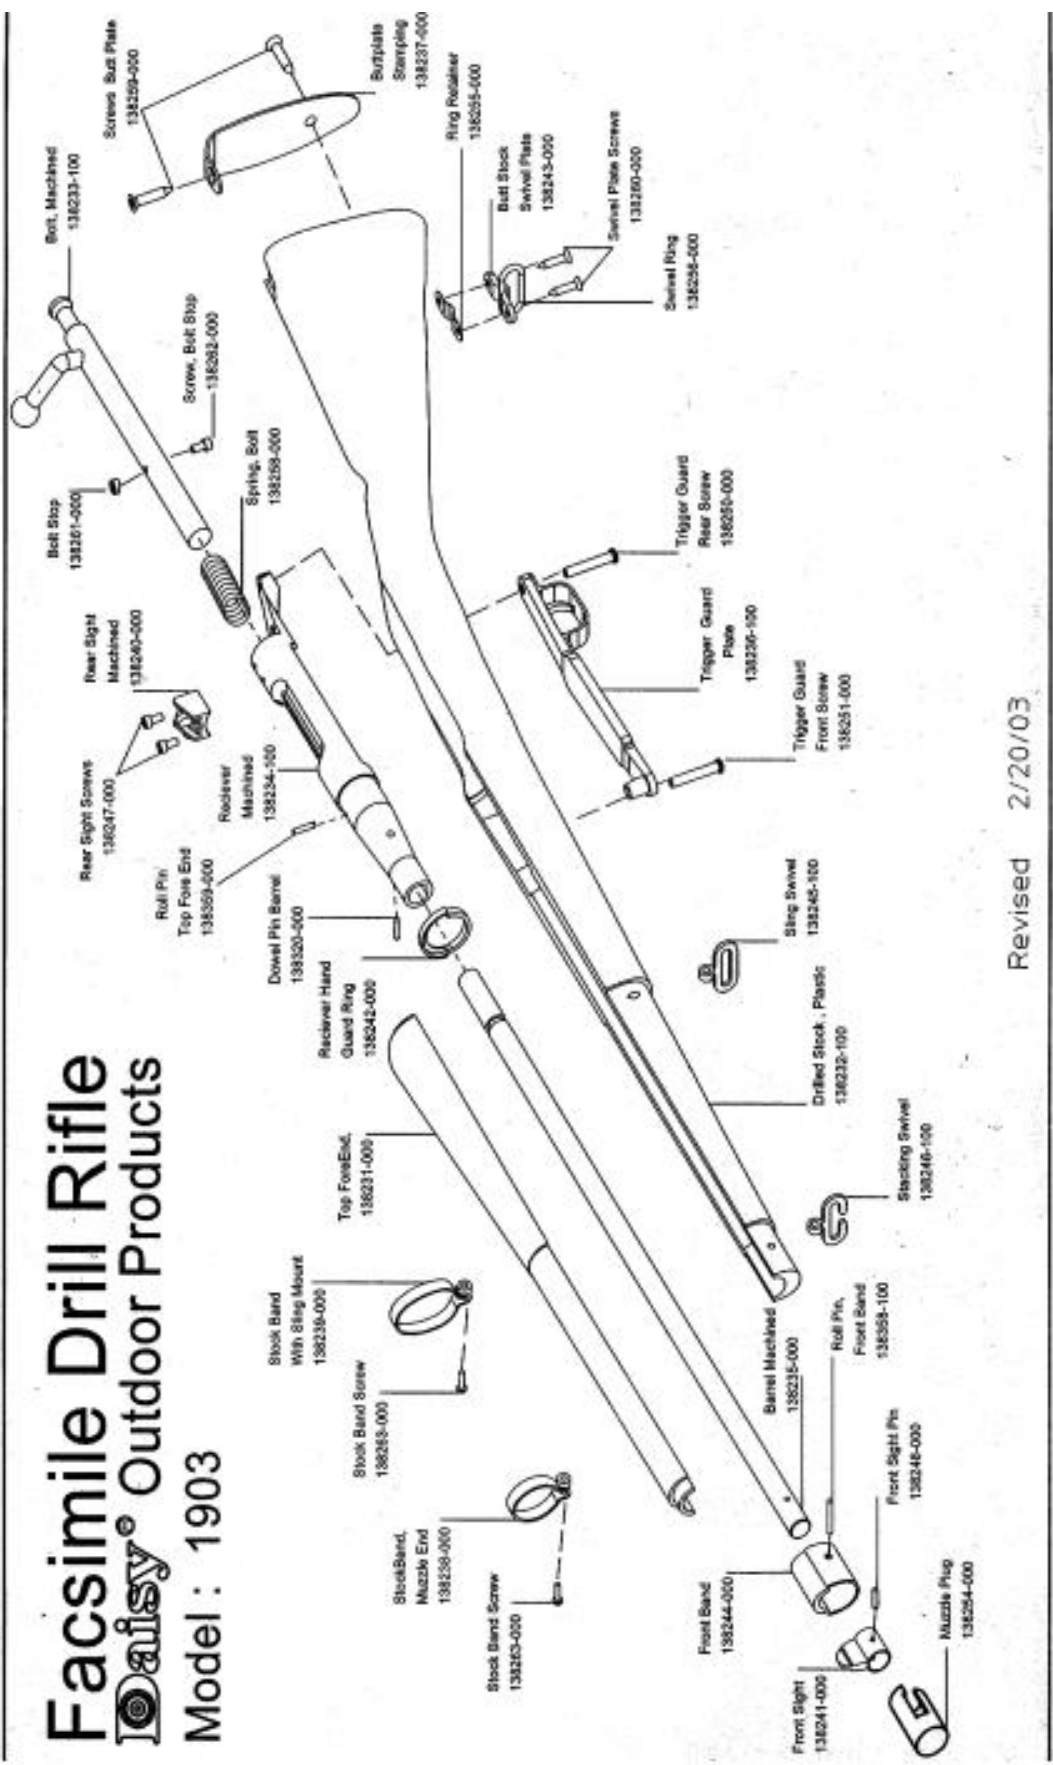 Facsimile Drill Rifle
Daisy® Outdoor Products
Model : 1903
Screws Butt Plate
138259-000
Buttplate
Stamping
138237-000
Bolt, Machined
138233-100
Ring Retainer
138255-000
Butt Stock
Swivel Plate
138243-000
Swivel Plate Screws
138260-000
Swivel Ring
138256-000
Screw, Bolt Stop
138262-000
Bolt Stop
138261-000
Spring, Bolt
138258-000
Rear Sight
Machined
138240-000
Rear Sight Screws
138247-000
Reciever
Machined
138234-100
Roll Pin
Top Fore End
138359-000
Dowel Pin Barrel
138320-000
Reciever Hand
Guard Ring
138242-000
Trigger Guard
Rear Screw
138250-000
Trigger Guard
Plate
138236-100
Trigger Guard
Front Screw
138251-000
Sling Swivel
138245-100
Drilled Stock , Plastic
138232-100
Stacking Swivel
138246-100
Top ForeEnd,
138231-000
Stock Band
With Sling Mount
138239-000
Stock Band Screw
138263-000
StockBand,
Muzzle End
138238-000
Stock Band Screw
138263-000
Barrel Machined
138235-000
Roll Pin,
Front Band
138358-100
Front Sight Pin
138248-000
Front Band
138244-000
Front Sight
138241-000
Muzzle Plug
138254-000
Revised 2/20/03